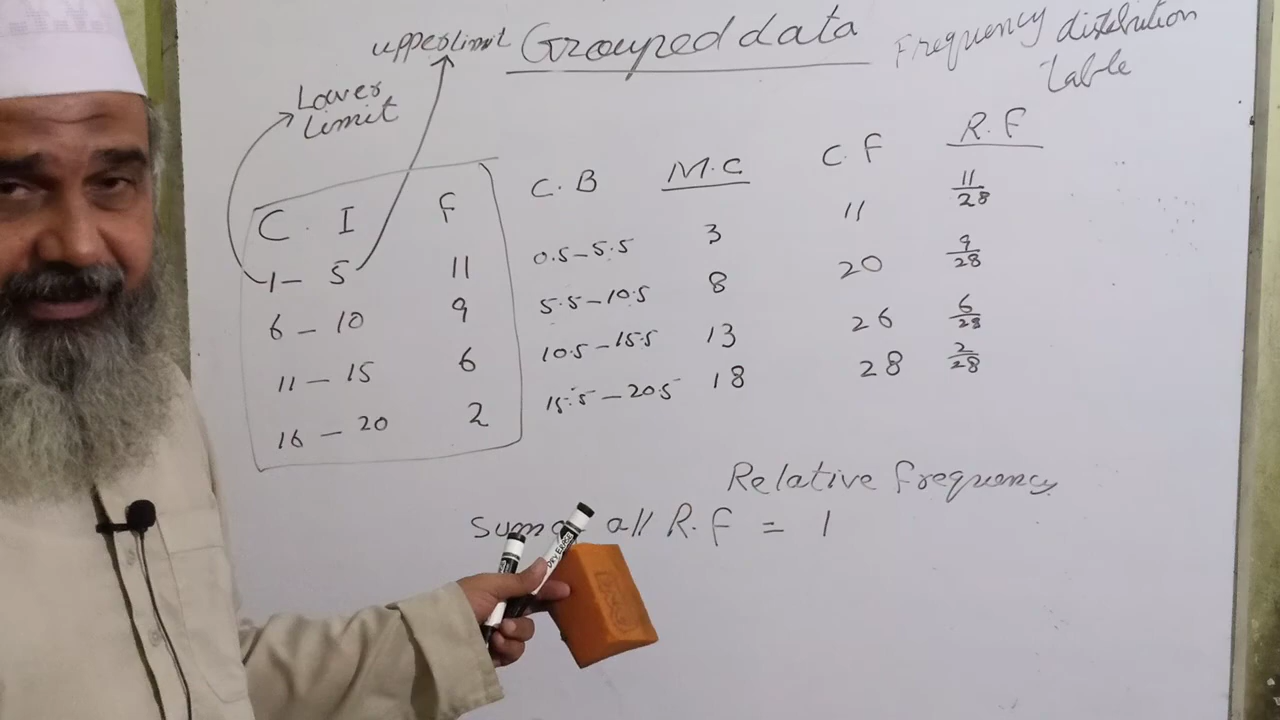 upper limit Grouped data Frequency distribution
table
Lower
limit
C. I F C. B M.C C. F R. F
1 - 5 11 0.5 - 5.5 3 11 11/28
6 - 10 9 5.5 - 10.5 8 20 9/28
11 - 15 6 10.5 - 15.5 13 26 6/28
16 - 20 2 15.5 - 20.5 18 28 2/28
Relative frequency
Sum all R.F = 1
DRY ERASE